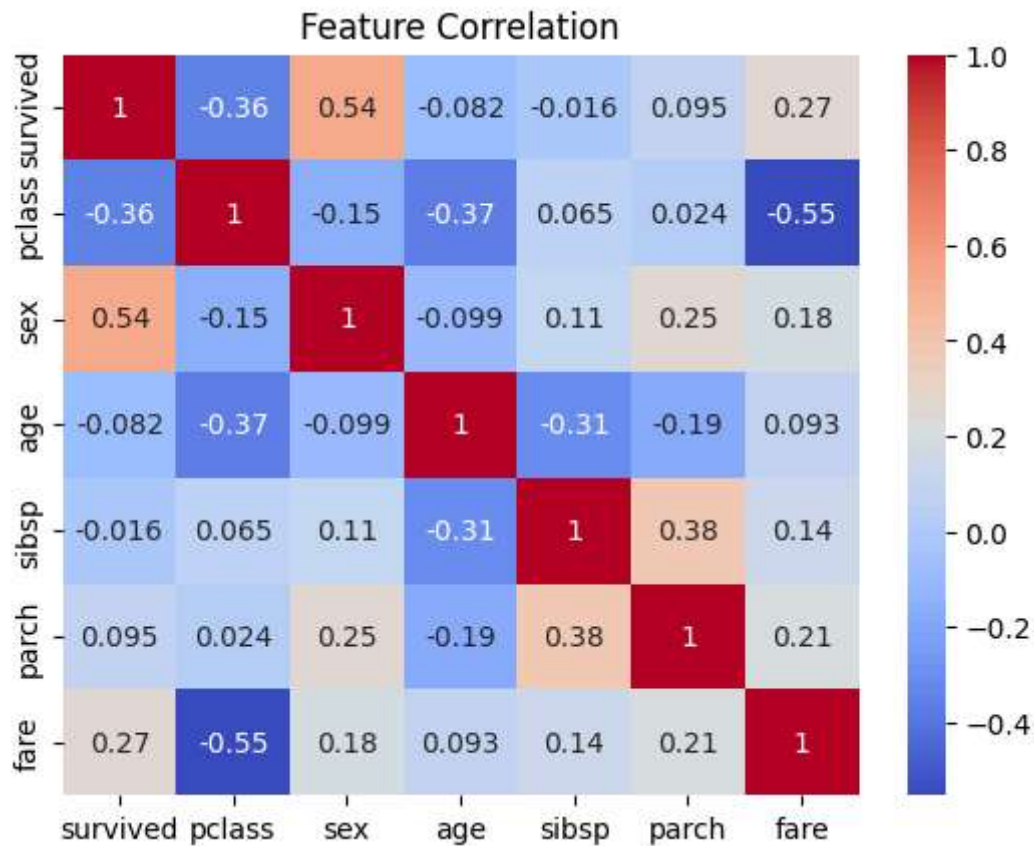 Feature Correlation
survived 1 -0.36 0.54 -0.082 -0.016 0.095 0.27
pclass -0.36 1 -0.15 -0.37 0.065 0.024 -0.55
sex 0.54 -0.15 1 -0.099 0.11 0.25 0.18
age -0.082 -0.37 -0.099 1 -0.31 -0.19 0.093
sibsp -0.016 0.065 0.11 -0.31 1 0.38 0.14
parch 0.095 0.024 0.25 -0.19 0.38 1 0.21
fare 0.27 -0.55 0.18 0.093 0.14 0.21 1
survived pclass sex age sibsp parch fare
1.0
0.8
0.6
0.4
0.2
0.0
−0.2
−0.4